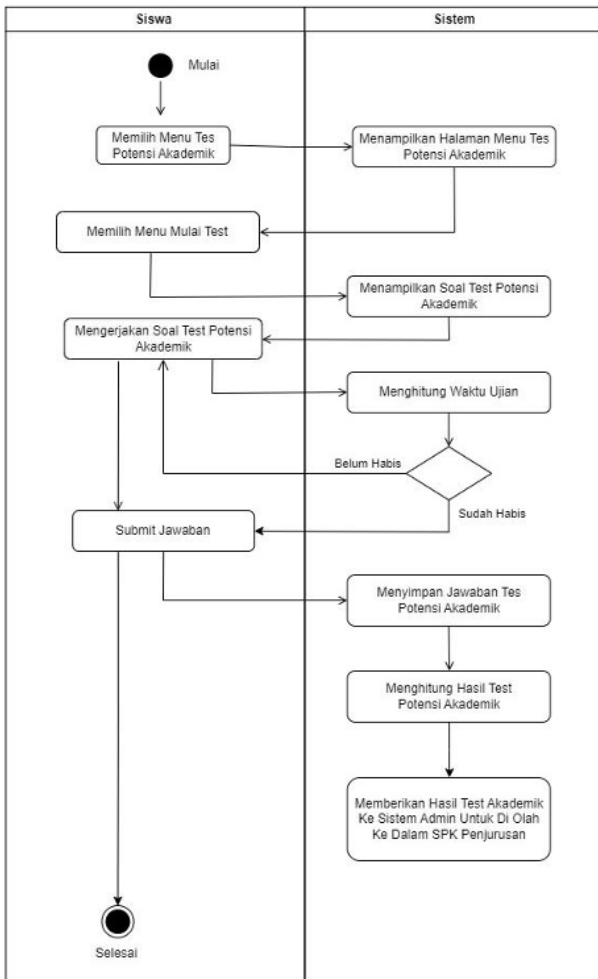 Siswa
Sistem
Mulai
Memilih Menu Tes
Potensi Akademik
Menampilkan Halaman Menu Tes
Potensi Akademik
Memilih Menu Mulai Test
Menampilkan Soal Test Potensi
Akademik
Mengerjakan Soal Test Potensi
Akademik
Menghitung Waktu Ujian
Belum Habis
Sudah Habis
Submit Jawaban
Menyimpan Jawaban Tes
Potensi Akademik
Menghitung Hasil Test
Potensi Akademik
Memberikan Hasil Test Akademik
Ke Sistem Admin Untuk Di Olah
Ke Dalam SPK Penjurusan
Selesai